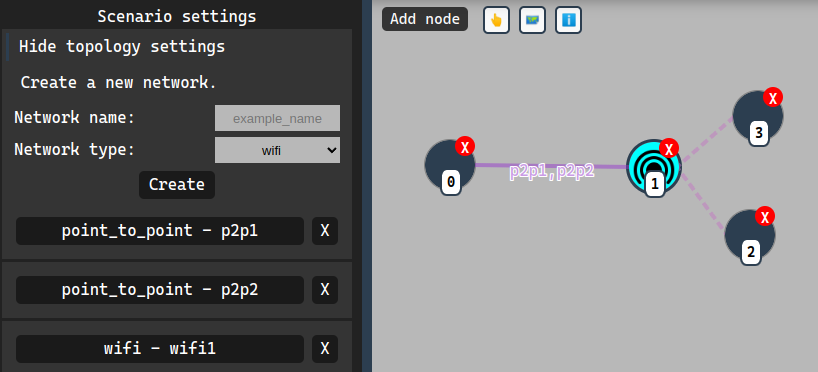 Scenario settings
Hide topology settings
Create a new network.
Network name: example_name
Network type: wifi
Create
point_to_point - p2p1 X
point_to_point - p2p2 X
wifi - wifi1 X
Add node
X
0
p2p1,p2p2
X
1
X
3
X
2